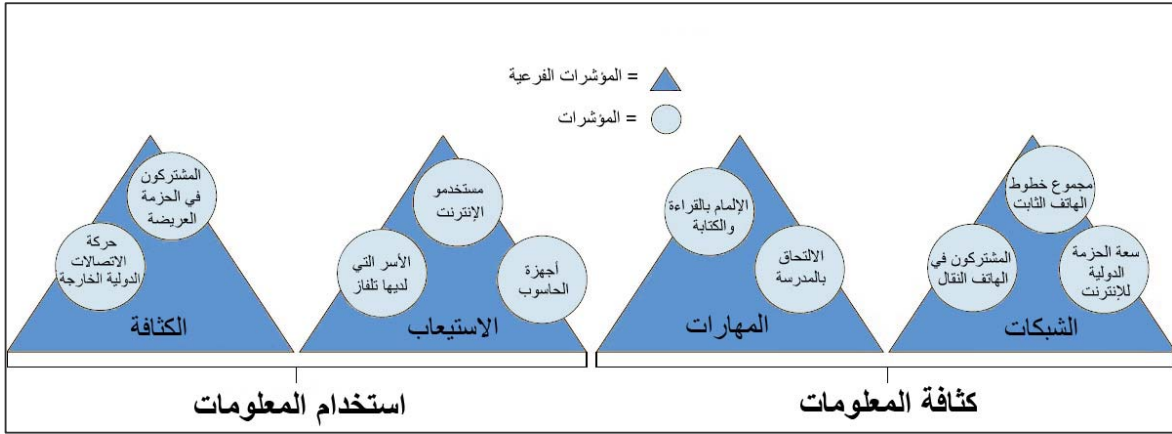 = المؤشرات الفرعية
= المؤشرات
مجموع خطوط
الهاتف الثابت
المشتركون في
الهاتف النقال
سعة الحزمة
الدولية
للإنترنت
الشبكات
الإلمام بالقراءة
والكتابة
الالتحاق
بالمدرسة
المهارات
مستخدمو
الإنترنت
الأسر التي
لديها تلفاز
أجهزة
الحاسوب
الاستيعاب
المشتركون
في الحزمة
العريضة
حركة
الاتصالات
الدولية الخارجة
الكثافة
كثافة المعلومات
استخدام المعلومات